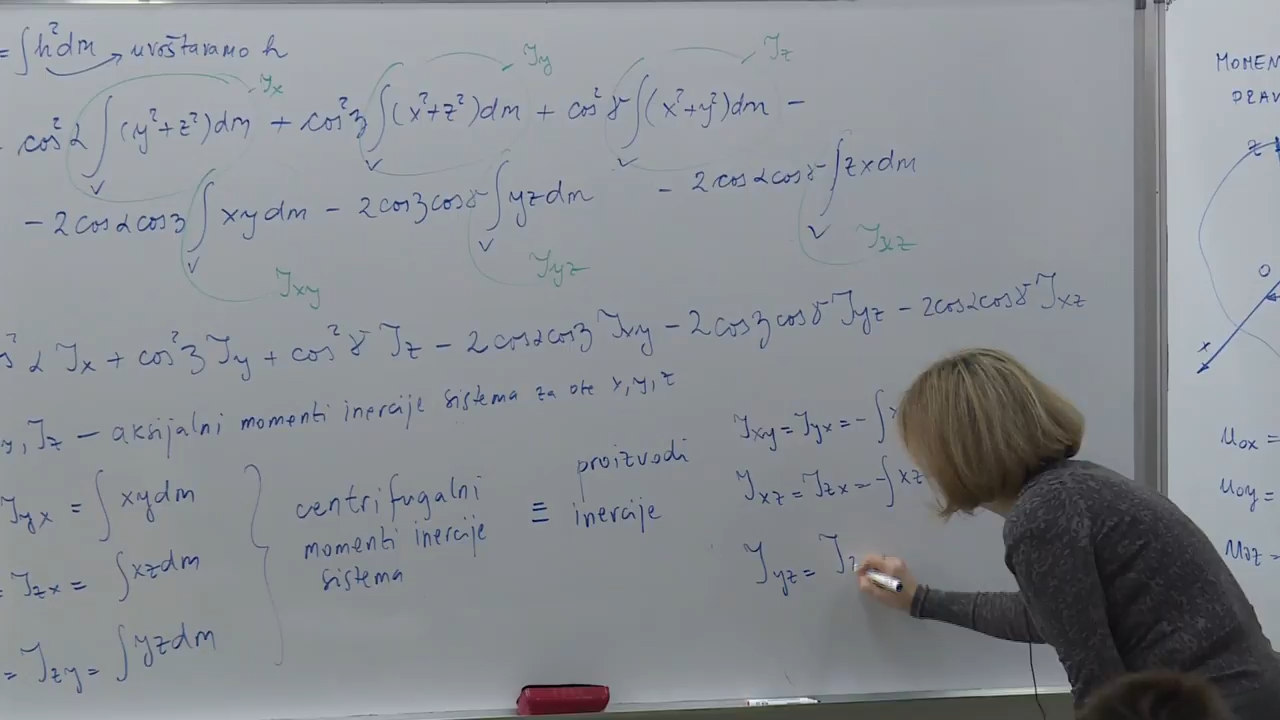 = ∫h²dm → uvrštavamo h
cos²α ∫(y²+z²)dm + cos²β ∫(x²+z²)dm + cos²γ ∫(x²+y²)dm −
Jx Jy Jz
− 2cosα cosβ ∫xydm − 2cosβ cosγ ∫yzdm − 2cosα cosγ ∫zxdm
Jxy Jyz Jxz
²α Jx + cos²β Jy + cos²γ Jz − 2cosα cosβ Jxy − 2cosβ cosγ Jyz − 2cosα cosγ Jxz
y, Jz − aksijalni momenti inercije sistema za ose x, y, z
Jyx = ∫xydm
= Jzx = ∫xzdm
= Jzy = ∫yzdm
centrifugalni
momenti inercije
sistema
≡
proizvodi
inercije
Jxy = Jyx = −∫
Jxz = Jzx = −∫xz
Jyz = J
MOMEN
z
O
x
Mox =
Moy =
Moz =